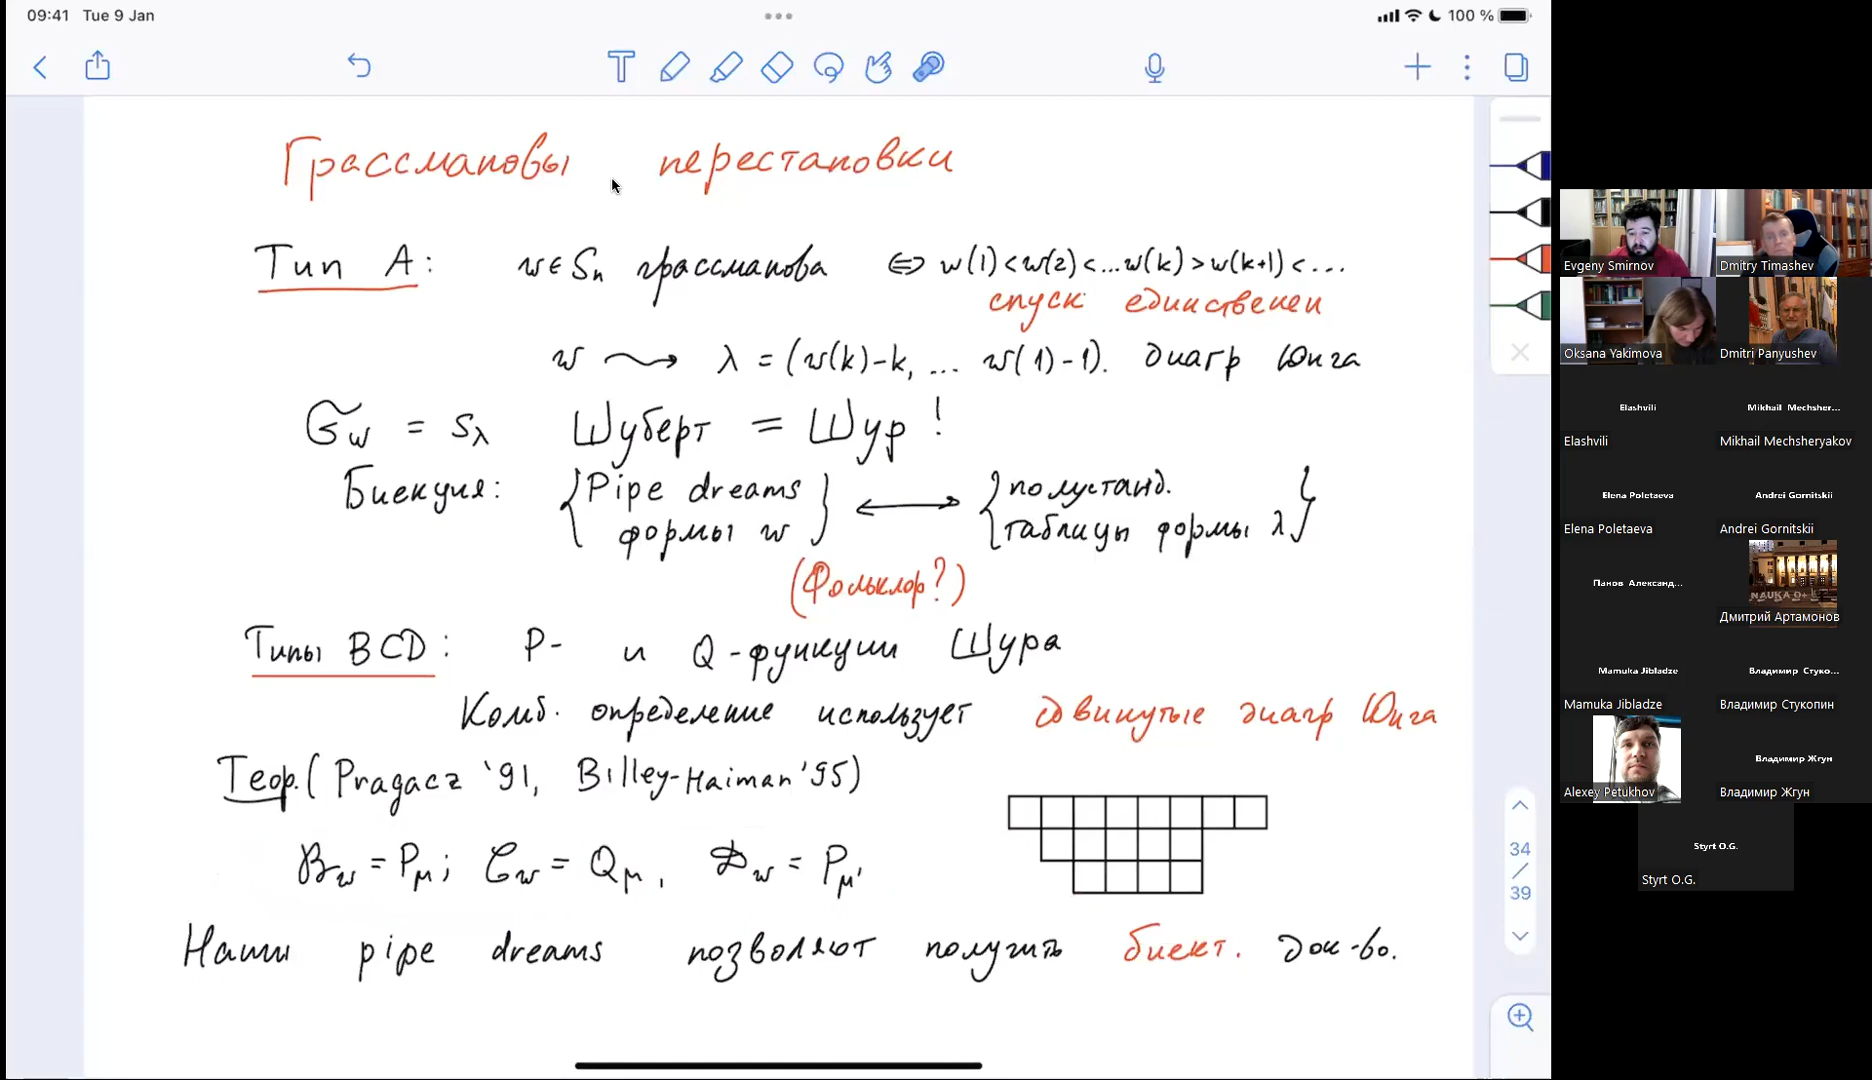 09:41 Tue 9 Jan
100 %
Грассмановы перестановки
Тип A: w ∈ Sₙ грассманова ⇔ w(1)<w(2)<...w(k)>w(k+1)<...
спуск единственен
w ⇝ λ = (w(k)-k, ... w(1)-1). диагр Юнга
𝔖_w = s_λ Шуберт = Шур !
Биекция: {Pipe dreams формы w} ⟷ {полустанд. таблицы формы λ}
(Фольклор?)
Типы BCD: P- и Q-функции Шура
Комб. определение использует сдвинутые диагр Юнга
Теор. (Pragacz '91, Billey-Haiman '95)
𝔅_w = P_μ; ℭ_w = Q_μ, 𝔇_w = P_μ,
Наши pipe dreams позволяют получить биект. док-во.
34
/
39
Evgeny Smirnov
Dmitry Timashev
Oksana Yakimova
Dmitri Panyushev
Elashvili
Mikhail Mechsher...
Elashvili
Mikhail Mechsheryakov
Elena Poletaeva
Andrei Gornitskii
Elena Poletaeva
Andrei Gornitskii
Панов Александ...
NAUKA 0+
Дмитрий Артамонов
Mamuka Jibladze
Владимир Стуко...
Mamuka Jibladze
Владимир Стукопин
Владимир Жгун
Alexey Petukhov
Владимир Жгун
Styrt O.G.
Styrt O.G.